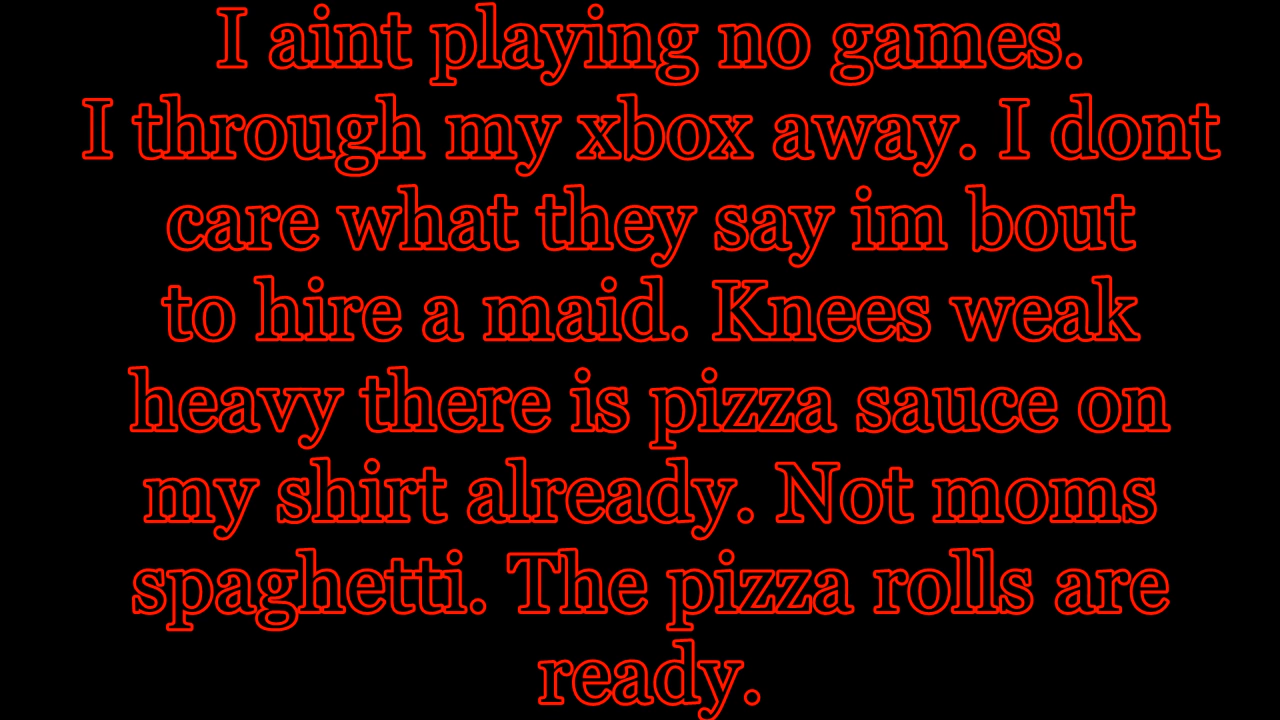 I aint playing no games.
I through my xbox away. I dont
care what they say im bout
to hire a maid. Knees weak
heavy there is pizza sauce on
my shirt already. Not moms
spaghetti. The pizza rolls are
ready.